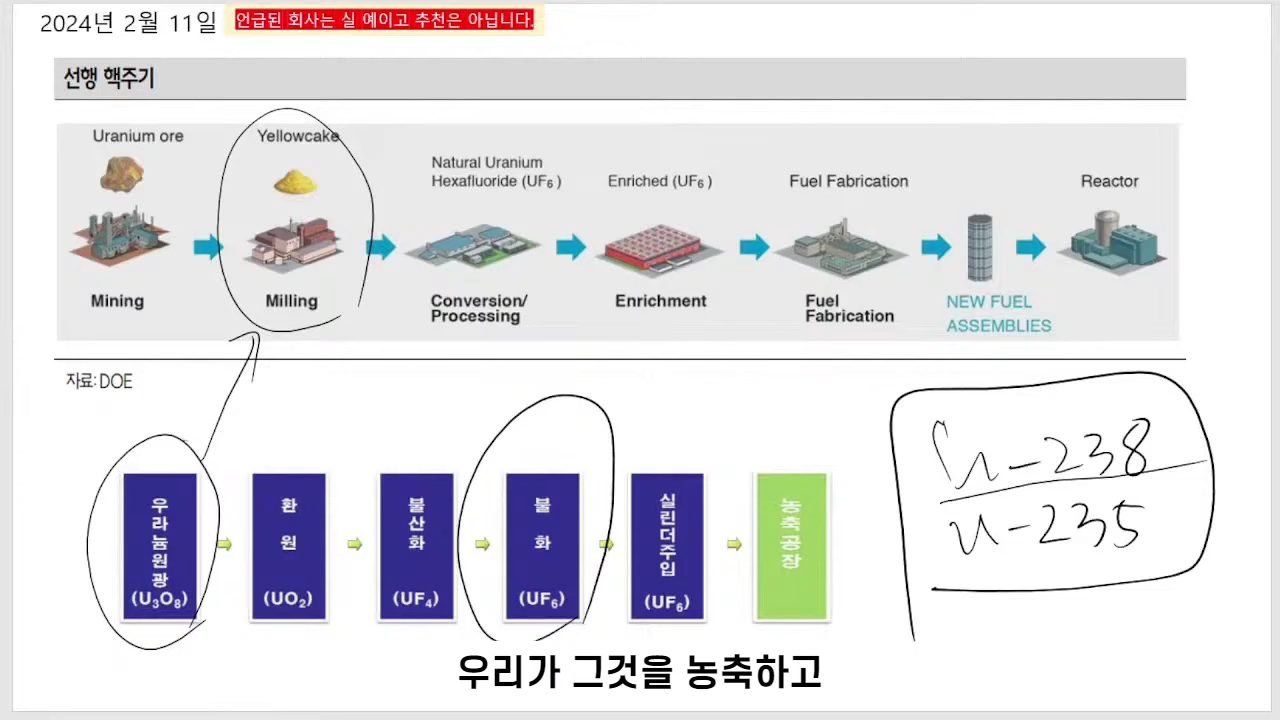 2024년 2월 11일
언급된 회사는 실 예이고 추천은 아닙니다.
선행 핵주기
Uranium ore
Yellowcake
Natural Uranium
Hexafluoride (UF₆)
Enriched (UF₆)
Fuel Fabrication
Reactor
Mining
Milling
Conversion/
Processing
Enrichment
Fuel
Fabrication
NEW FUEL
ASSEMBLIES
자료: DOE
우라늄원광
(U₃O₈)
환원
(UO₂)
불산화
(UF₄)
불화
(UF₆)
실린더주입
(UF₆)
농축공장
U-238
U-235
우리가 그것을 농축하고